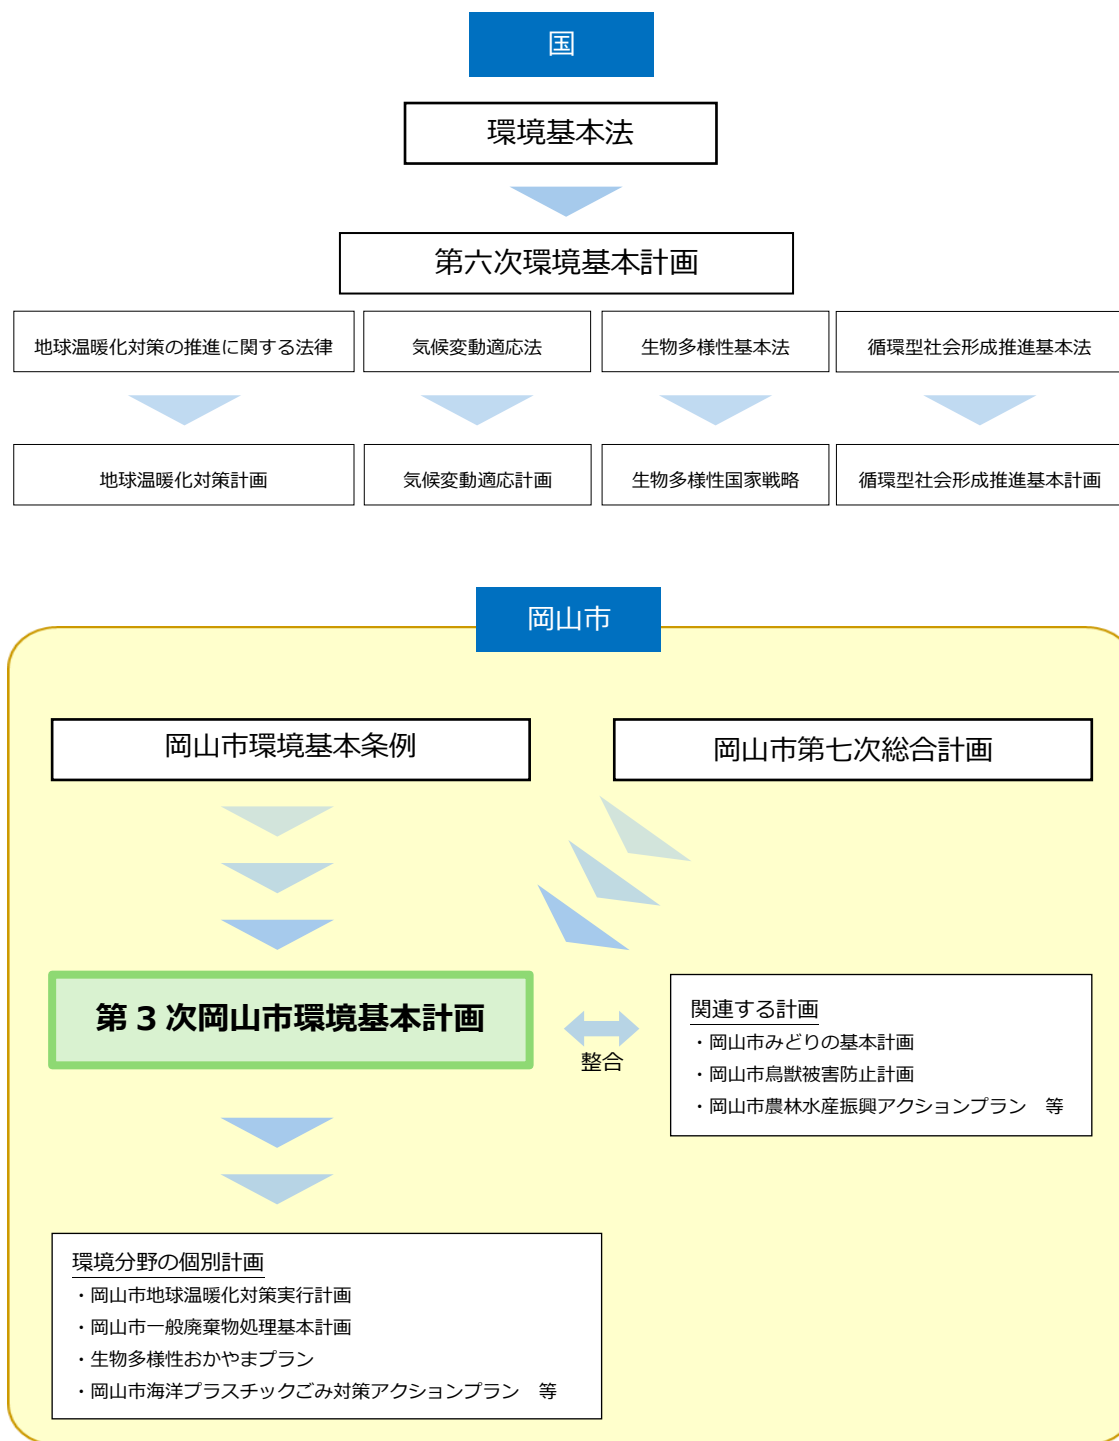 国
環境基本法
第六次環境基本計画
地球温暖化対策の推進に関する法律
気候変動適応法
生物多様性基本法
循環型社会形成推進基本法
地球温暖化対策計画
気候変動適応計画
生物多様性国家戦略
循環型社会形成推進基本計画
岡山市
岡山市環境基本条例
岡山市第七次総合計画
第３次岡山市環境基本計画
整合
関連する計画
・岡山市みどりの基本計画
・岡山市鳥獣被害防止計画
・岡山市農林水産振興アクションプラン　等
環境分野の個別計画
・岡山市地球温暖化対策実行計画
・岡山市一般廃棄物処理基本計画
・生物多様性おかやまプラン
・岡山市海洋プラスチックごみ対策アクションプラン　等